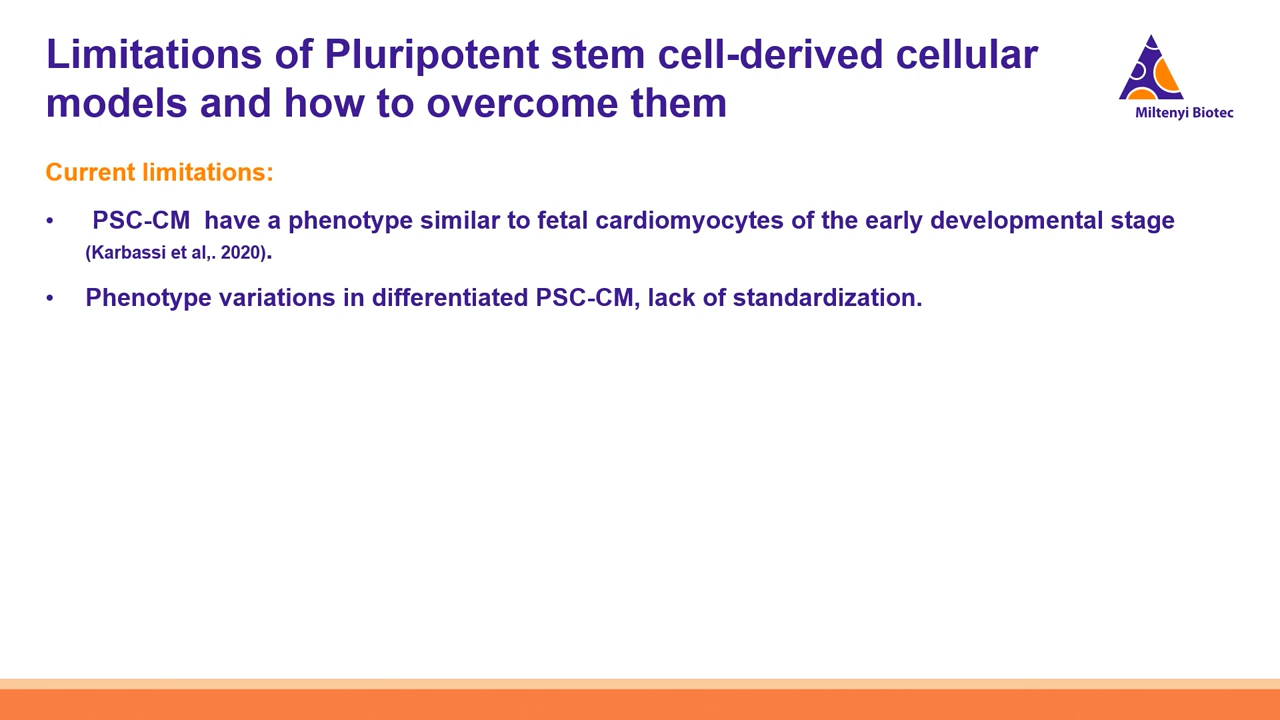 Limitations of Pluripotent stem cell-derived cellular
models and how to overcome them
Miltenyi Biotec
Current limitations:
• PSC-CM have a phenotype similar to fetal cardiomyocytes of the early developmental stage
(Karbassi et al,. 2020).
• Phenotype variations in differentiated PSC-CM, lack of standardization.